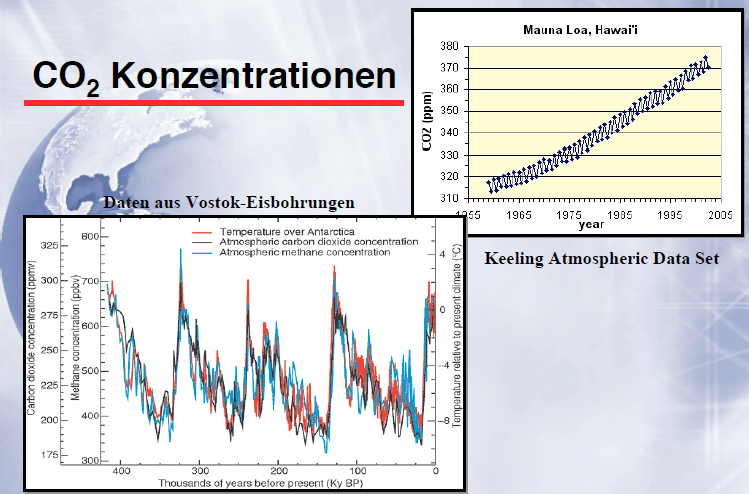 CO2 Konzentrationen
Mauna Loa, Hawai'i
CO2 (ppm)
380
370
360
350
340
330
320
310
1955 1965 1975 1985 1995 2005
year
Keeling Atmospheric Data Set
Daten aus Vostok-Eisbohrungen
Temperature over Antarctica
Atmospheric carbon dioxide concentration
Atmospheric methane concentration
Carbon dioxide concentration (ppmv)
325
300
275
250
225
200
175
Methane concentration (ppbv)
800
700
600
500
400
300
4
0
-4
-8
Temperature relative to present climate (°C)
400 300 200 100 0
Thousands of years before present (Ky BP)